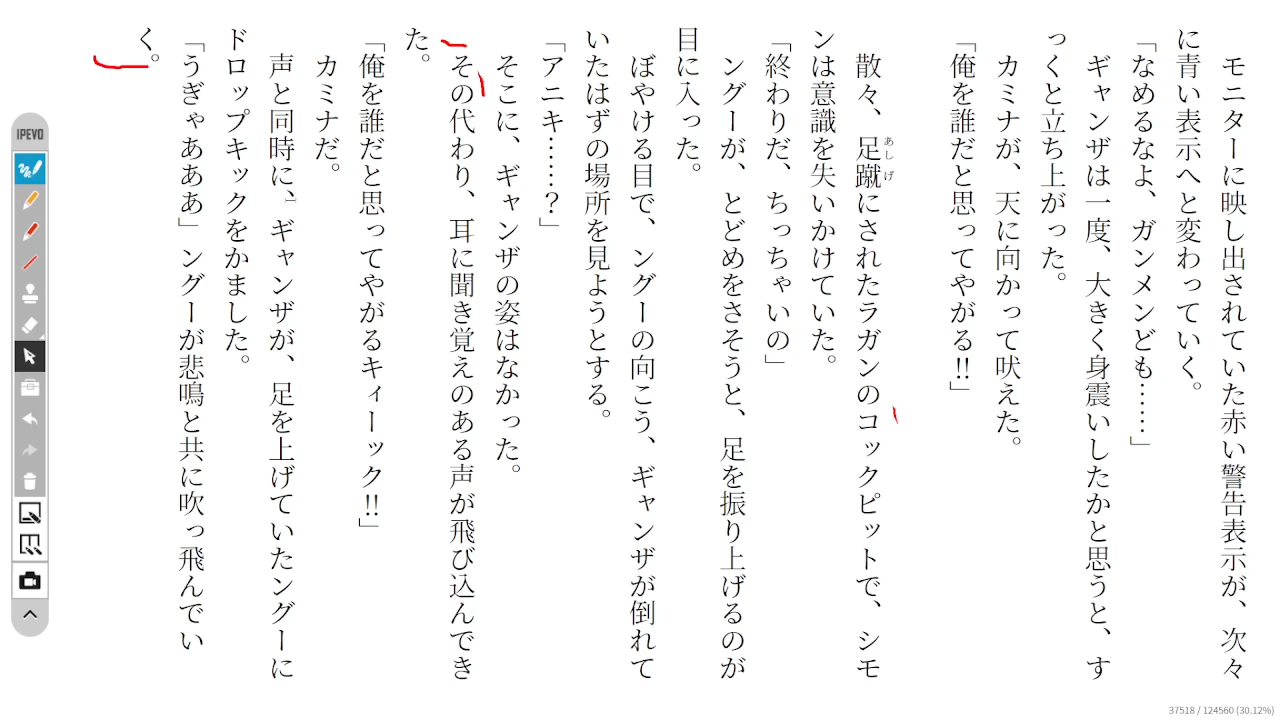 モニターに映し出されていた赤い警告表示が、次々
に青い表示へと変わっていく。
「なめるなよ、ガンメンども……」
ギャンザは一度、大きく身震いしたかと思うと、す
っくと立ち上がった。
カミナが、天に向かって吠えた。
「俺を誰だと思ってやがる!!」
散々、足蹴にされたラガンのコックピットで、シモ
あしげ
ンは意識を失いかけていた。
「終わりだ、ちっちゃいの」
ングーが、とどめをさそうと、足を振り上げるのが
目に入った。
ぼやける目で、ングーの向こう、ギャンザが倒れて
いたはずの場所を見ようとする。
「アニキ……?」
そこに、ギャンザの姿はなかった。
その代わり、耳に聞き覚えのある声が飛び込んでき
た。
「俺を誰だと思ってやがるキィーック!!」
カミナだ。
声と同時に、ギャンザが、足を上げていたングーに
ドロップキックをかました。
「うぎゃあああ」ングーが悲鳴と共に吹っ飛んでい
く。
IPEVO
37518 / 124560 (30.12%)